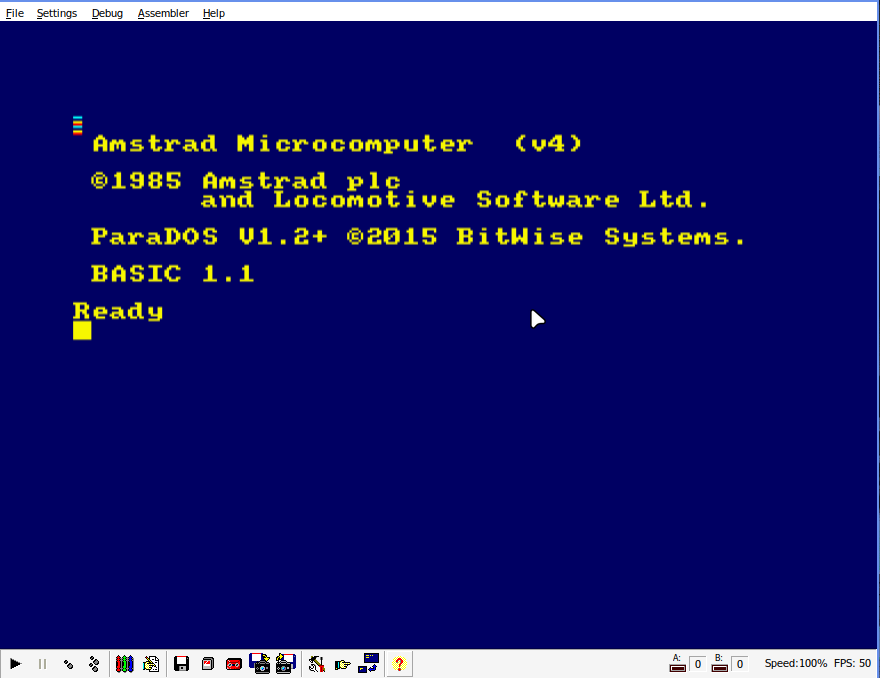 File Settings Debug Assembler Help
Amstrad Microcomputer (v4)
©1985 Amstrad plc
and Locomotive Software Ltd.
ParaDOS V1.2+ ©2015 BitWise Systems.
BASIC 1.1
Ready
A: 0 B: 0 Speed:100% FPS: 50